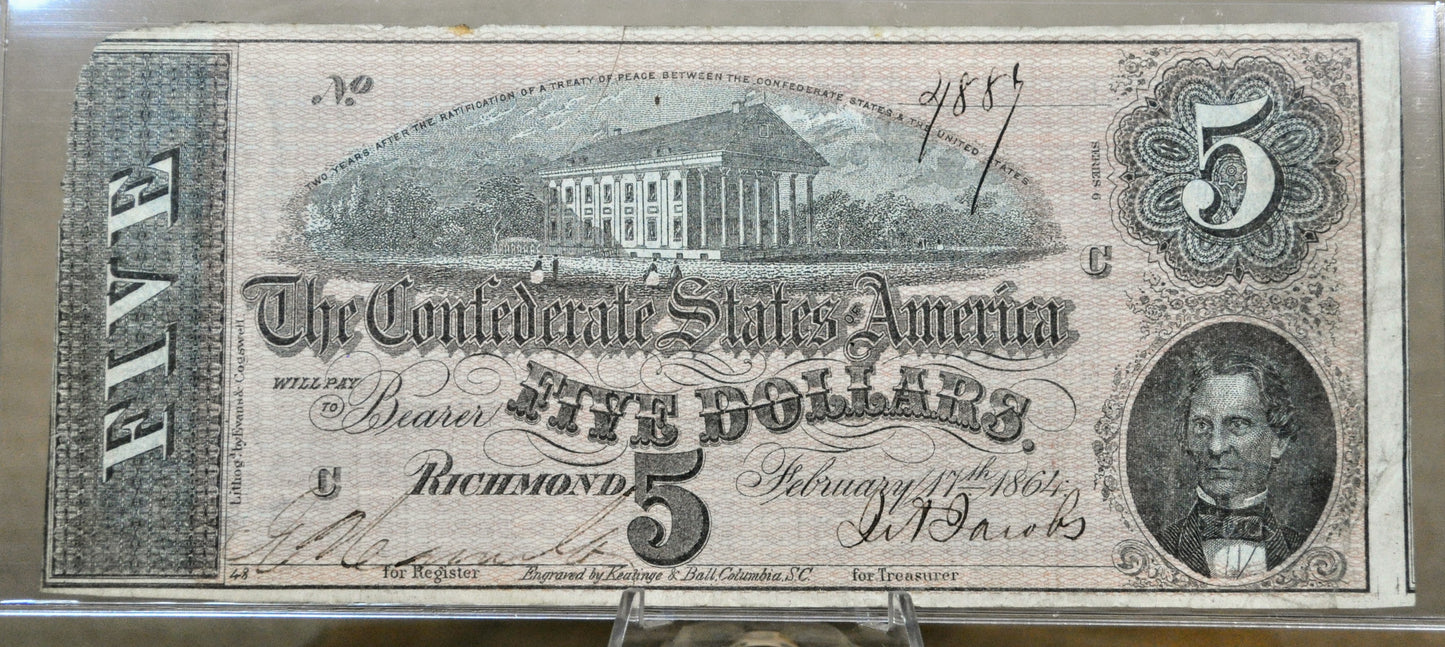 No 4887
TWO YEARS AFTER THE RATIFICATION OF A TREATY OF PEACE BETWEEN THE CONFEDERATE STATES & THE UNITED STATES
5
SERIES 6
C
FIVE
The Confederate States of America
WILL PAY
TO Bearer FIVE DOLLARS.
Lithog'd by Evans & Cogswell
C
RICHMOND, February 17th 1864.
5
Jacobs
48
for Register
Engraved by Keatinge & Ball, Columbia, S.C.
for Treasurer